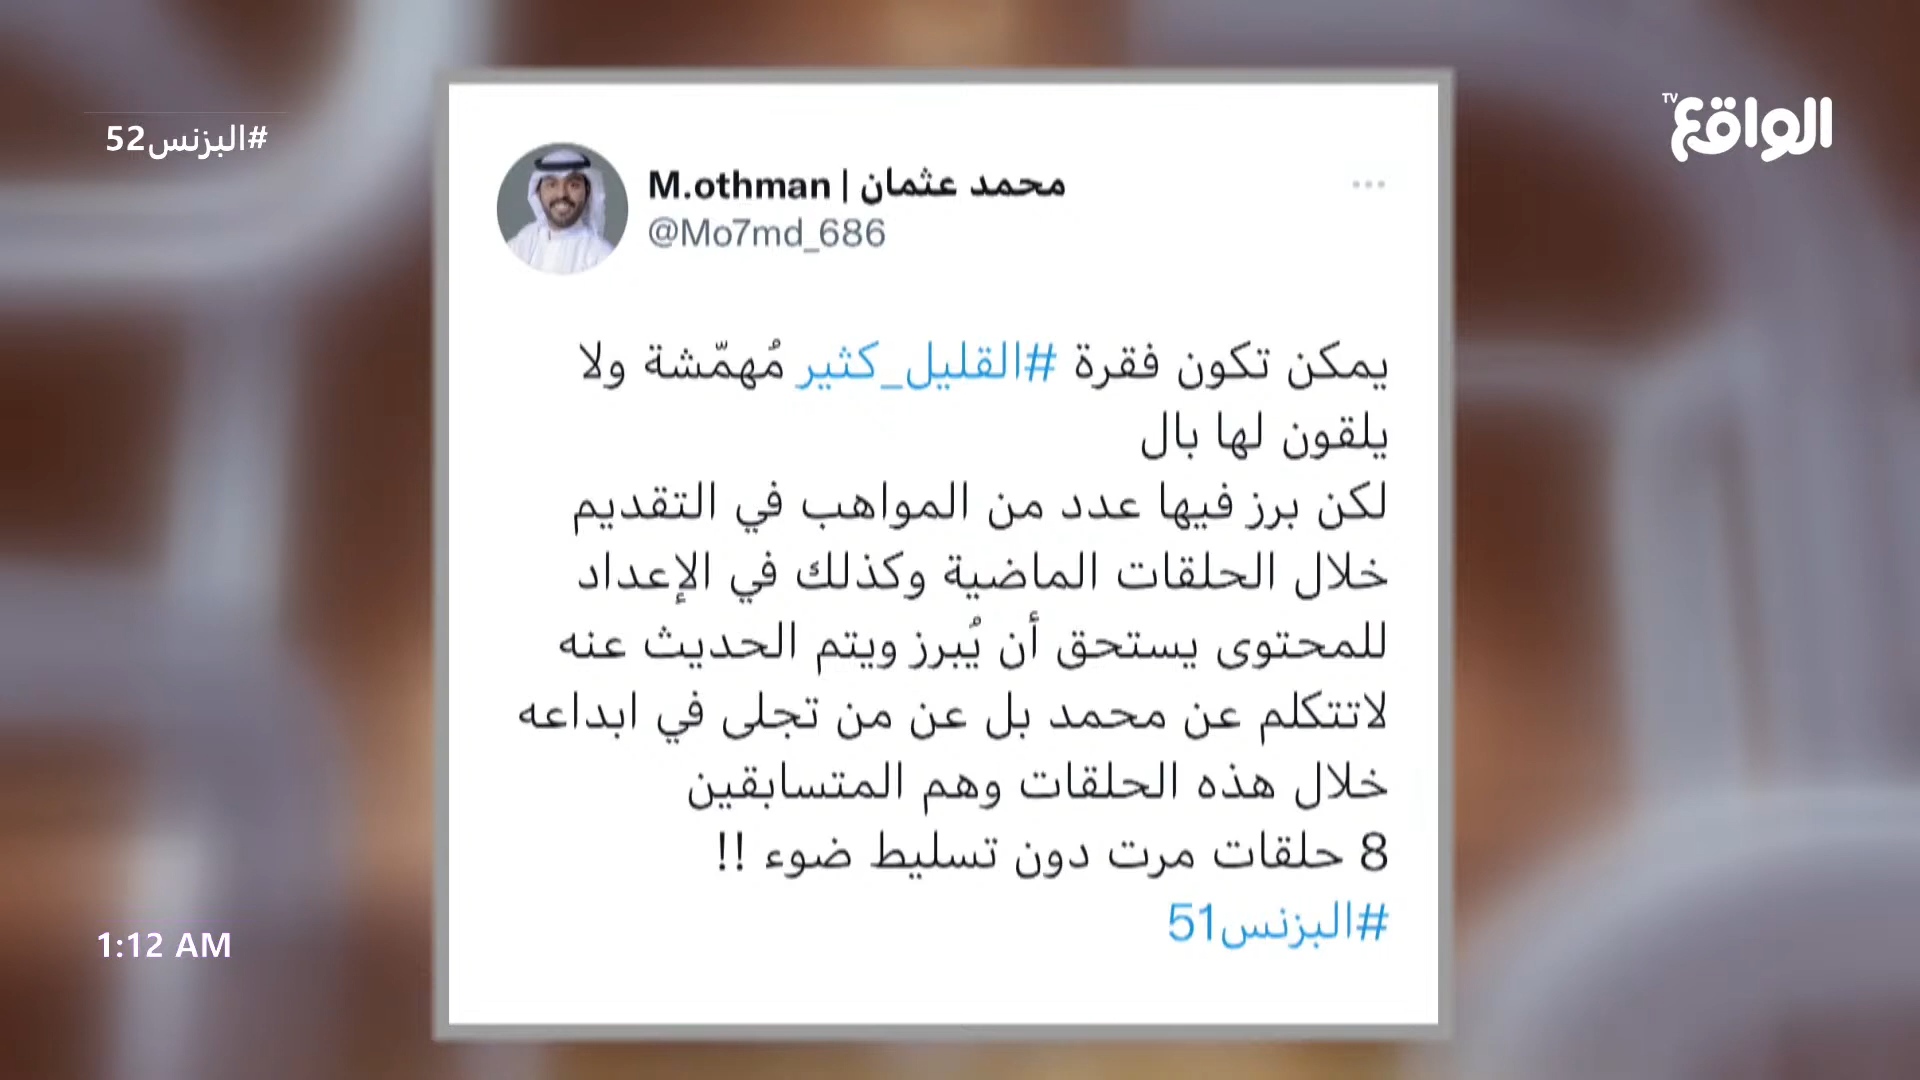 #البزنس52
الواقع TV
محمد عثمان | M.othman
@Mo7md_686
يمكن تكون فقرة #القليل_كثير مُهمّشة ولا
يلقون لها بال
لكن برز فيها عدد من المواهب في التقديم
خلال الحلقات الماضية وكذلك في الإعداد
للمحتوى يستحق أن يُبرز ويتم الحديث عنه
لاتتكلم عن محمد بل عن من تجلى في ابداعه
خلال هذه الحلقات وهم المتسابقين
8 حلقات مرت دون تسليط ضوء !!
#البزنس51
1:12 AM